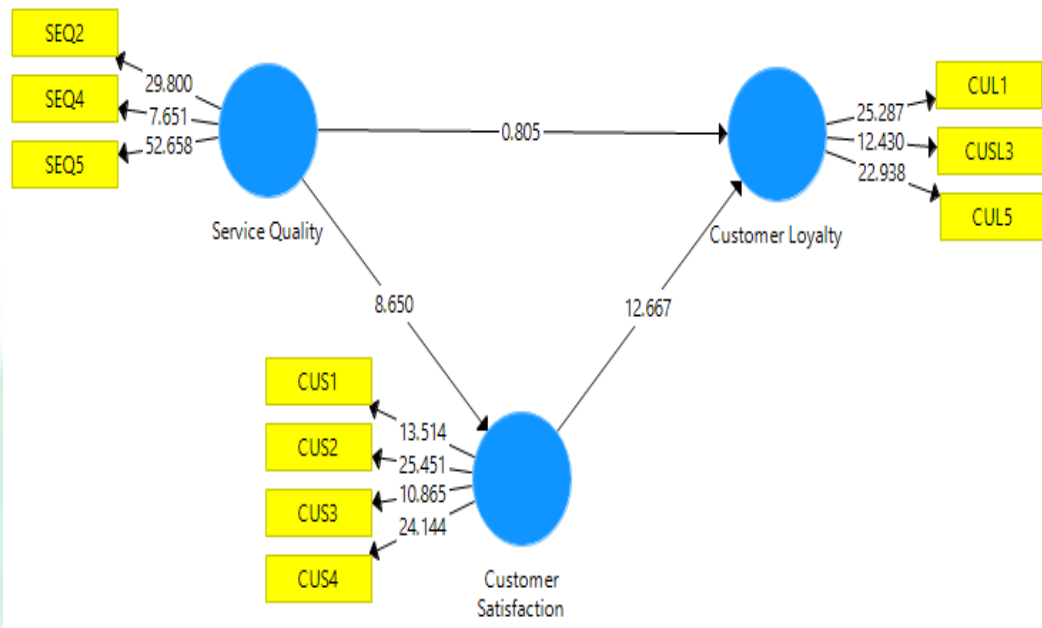 SEQ2
SEQ4
SEQ5
29.800
7.651
52.658
Service Quality
0.805
CUL1
CUSL3
CUL5
25.287
12.430
22.938
Customer Loyalty
8.650
12.667
CUS1
CUS2
CUS3
CUS4
13.514
25.451
10.865
24.144
Customer
Satisfaction